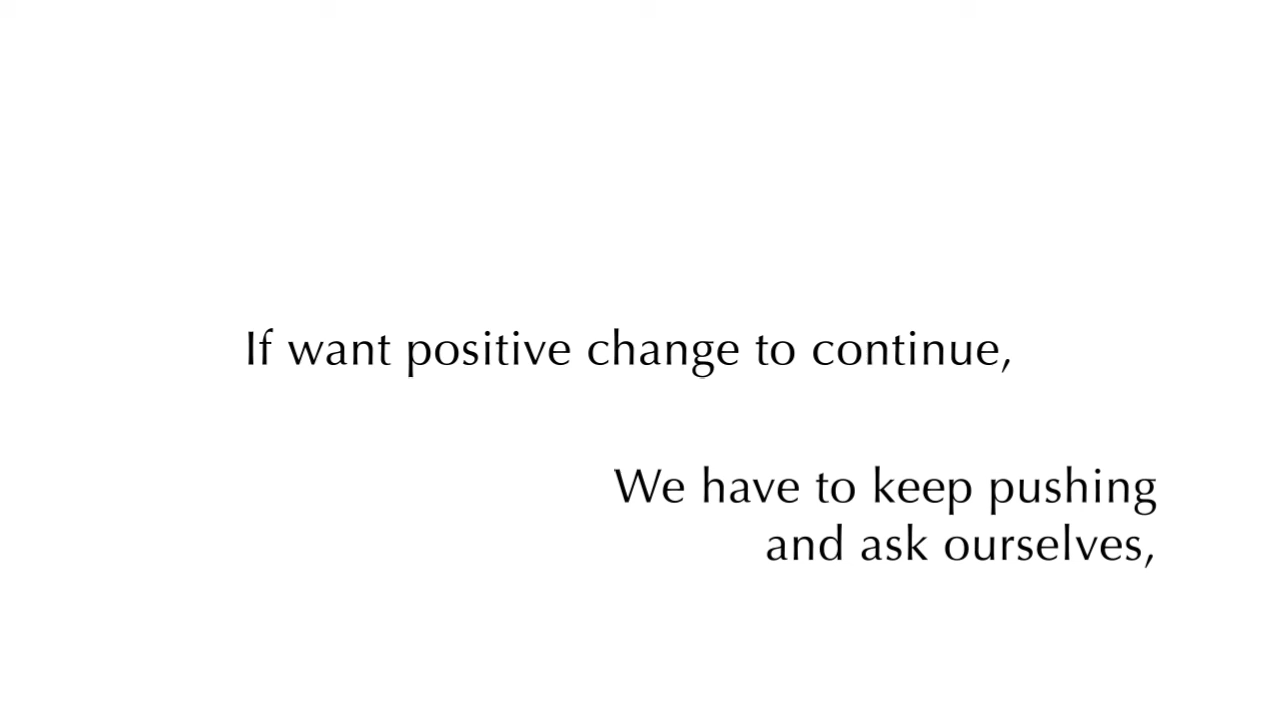 If want positive change to continue,
We have to keep pushing
and ask ourselves,